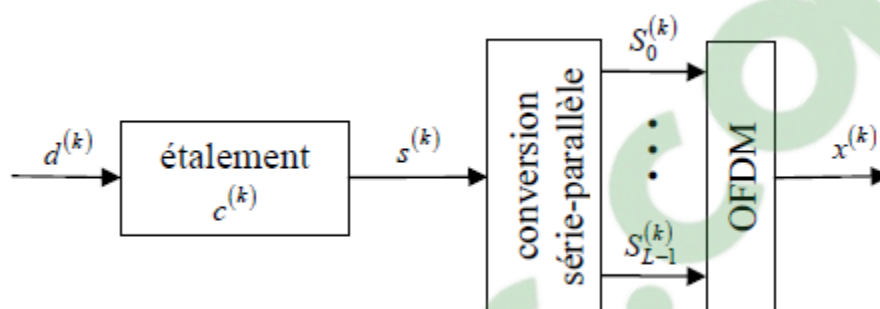 d^(k)
étalement
c^(k)
s^(k)
conversion
série-parallèle
S_0^(k)
S_{L-1}^(k)
OFDM
x^(k)